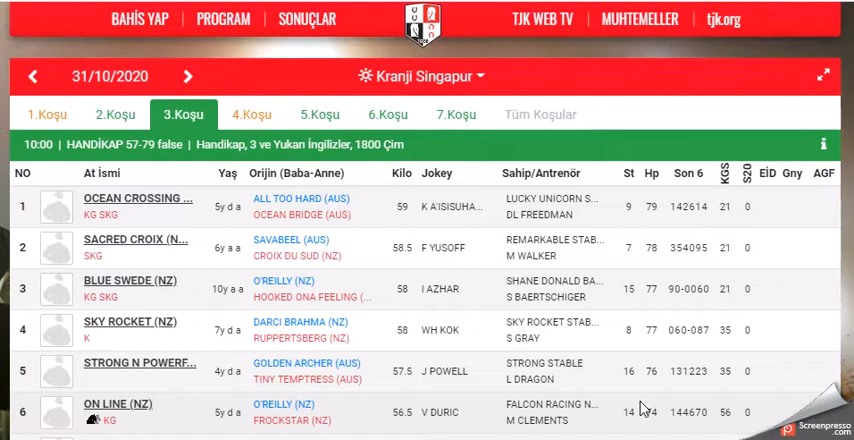 BAHİS YAP PROGRAM SONUÇLAR TJK WEB TV MUHTEMELLER tjk.org
31/10/2020 Kranji Singapur
1.Koşu 2.Koşu 3.Koşu 4.Koşu 5.Koşu 6.Koşu 7.Koşu Tüm Koşular
10:00 | HANDİKAP 57-79 false | Handikap, 3 ve Yukarı İngilizler, 1800 Çim
NO At İsmi Yaş Orijin (Baba-Anne) Kilo Jokey Sahip/Antrenör St Hp Son 6 KGS S20 EİD Gny AGF
1 OCEAN CROSSING ... 5y d a ALL TOO HARD (AUS) 59 K A'ISISUHA... LUCKY UNICORN S... 9 79 142614 21 0
KG SKG OCEAN BRIDGE (AUS) DL FREEDMAN
2 SACRED CROIX (N... 6y a a SAVABEEL (AUS) 58.5 F YUSOFF REMARKABLE STAB... 7 78 354095 21 0
SKG CROIX DU SUD (NZ) M WALKER
3 BLUE SWEDE (NZ) 10y a a O'REILLY (NZ) 58 I AZHAR SHANE DONALD BA... 15 77 90-0060 21 0
KG SKG HOOKED ONA FEELING (... S BAERTSCHIGER
4 SKY ROCKET (NZ) 7y d a DARCI BRAHMA (NZ) 58 WH KOK SKY ROCKET STAB... 8 77 060-087 35 0
K RUPPERTSBERG (NZ) S GRAY
5 STRONG N POWERF... 4y d a GOLDEN ARCHER (AUS) 57.5 J POWELL STRONG STABLE 16 76 131223 35 0
TINY TEMPTRESS (AUS) L DRAGON
6 ON LINE (NZ) 5y d a O'REILLY (NZ) 56.5 V DURIC FALCON RACING N... 14 144670 56 0
KG FROCKSTAR (NZ) M CLEMENTS
Screenpresso
.com